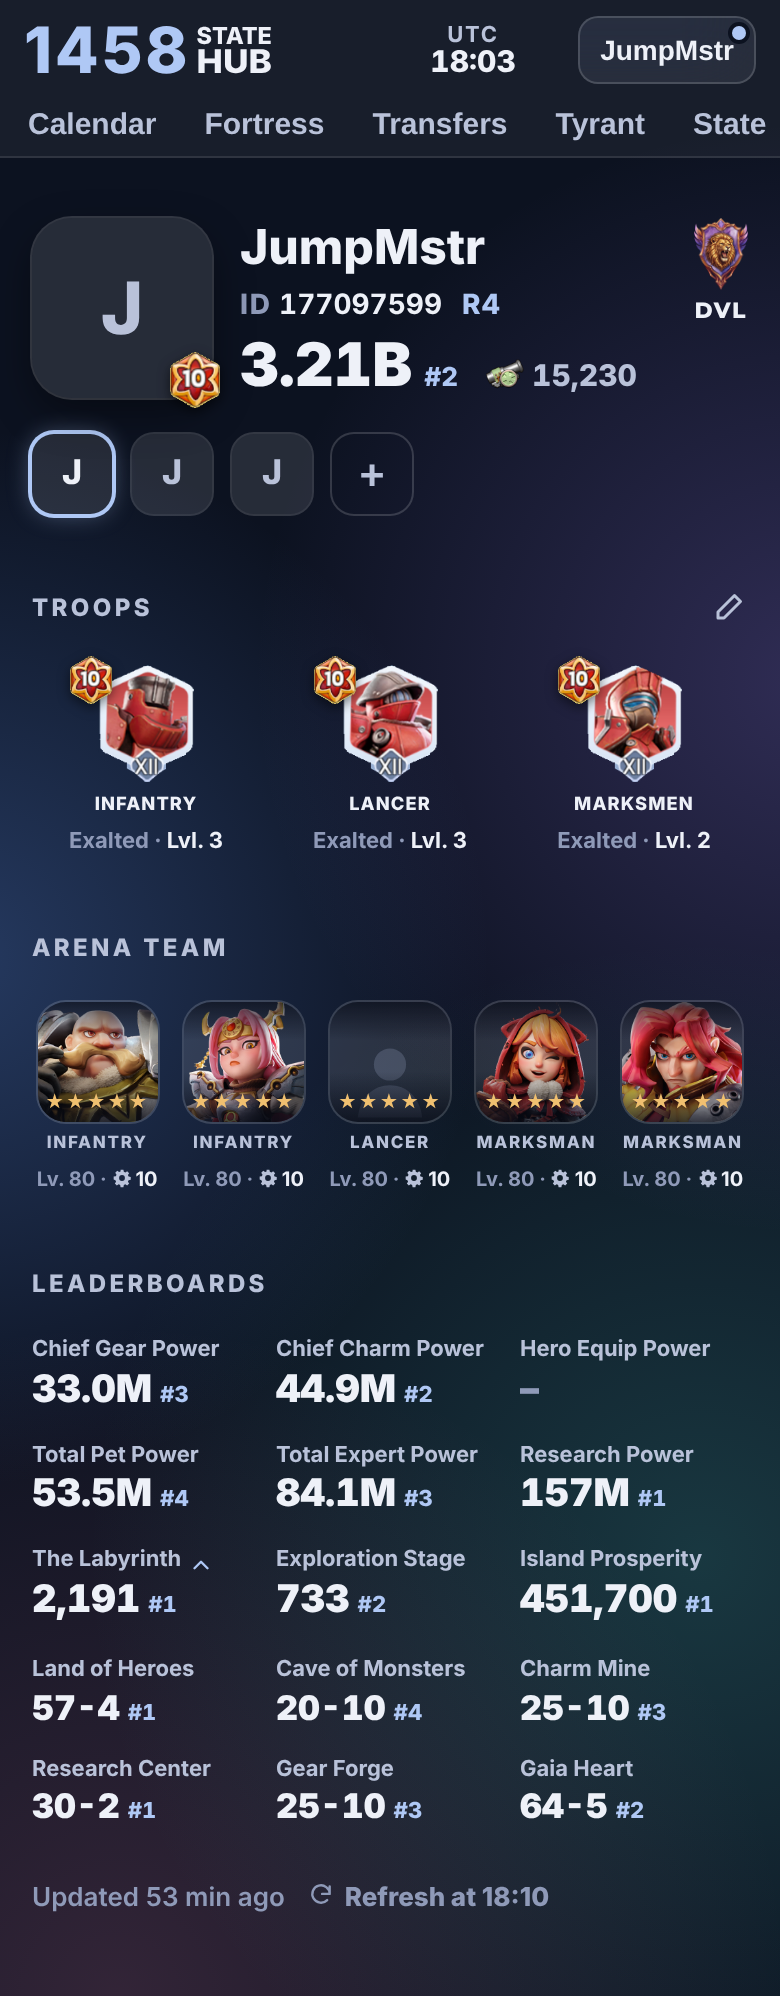 1458 STATE HUB
UTC
18:03
JumpMstr
Calendar Fortress Transfers Tyrant State
J
10
JumpMstr
ID 177097599 R4
3.21B #2 15,230
DVL
J J J +
TROOPS
10 10 10
XII XII XII
INFANTRY LANCER MARKSMEN
Exalted · Lvl. 3 Exalted · Lvl. 3 Exalted · Lvl. 2
ARENA TEAM
INFANTRY INFANTRY LANCER MARKSMAN MARKSMAN
Lv. 80 · 10 Lv. 80 · 10 Lv. 80 · 10 Lv. 80 · 10 Lv. 80 · 10
LEADERBOARDS
Chief Gear Power Chief Charm Power Hero Equip Power
33.0M #3 44.9M #2 –
Total Pet Power Total Expert Power Research Power
53.5M #4 84.1M #3 157M #1
The Labyrinth Exploration Stage Island Prosperity
2,191 #1 733 #2 451,700 #1
Land of Heroes Cave of Monsters Charm Mine
57-4 #1 20-10 #4 25-10 #3
Research Center Gear Forge Gaia Heart
30-2 #1 25-10 #3 64-5 #2
Updated 53 min ago Refresh at 18:10